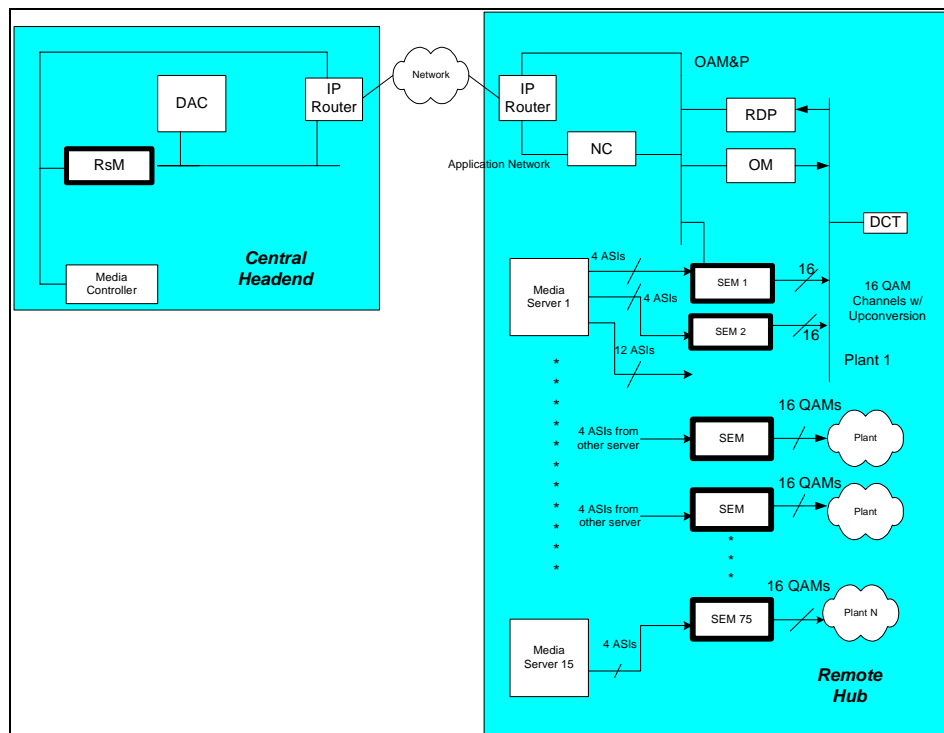 DAC
IP
Router
RsM
Media
Controller
Central
Headend
Network
IP
Router
Application Network
NC
OAM&P
RDP
OM
DCT
4 ASIs
Media
Server 1
4 ASIs
12 ASIs
SEM 1
16
SEM 2
16
16 QAM
Channels w/
Upconversion
Plant 1
*
*
*
*
*
*
*
*
*
*
*
*
4 ASIs from
other server
SEM
16 QAMs
Plant
4 ASIs from
other server
SEM
16 QAMs
Plant
*
*
*
Media
Server 15
4 ASIs
SEM 75
16 QAMs
Plant N
Remote
Hub